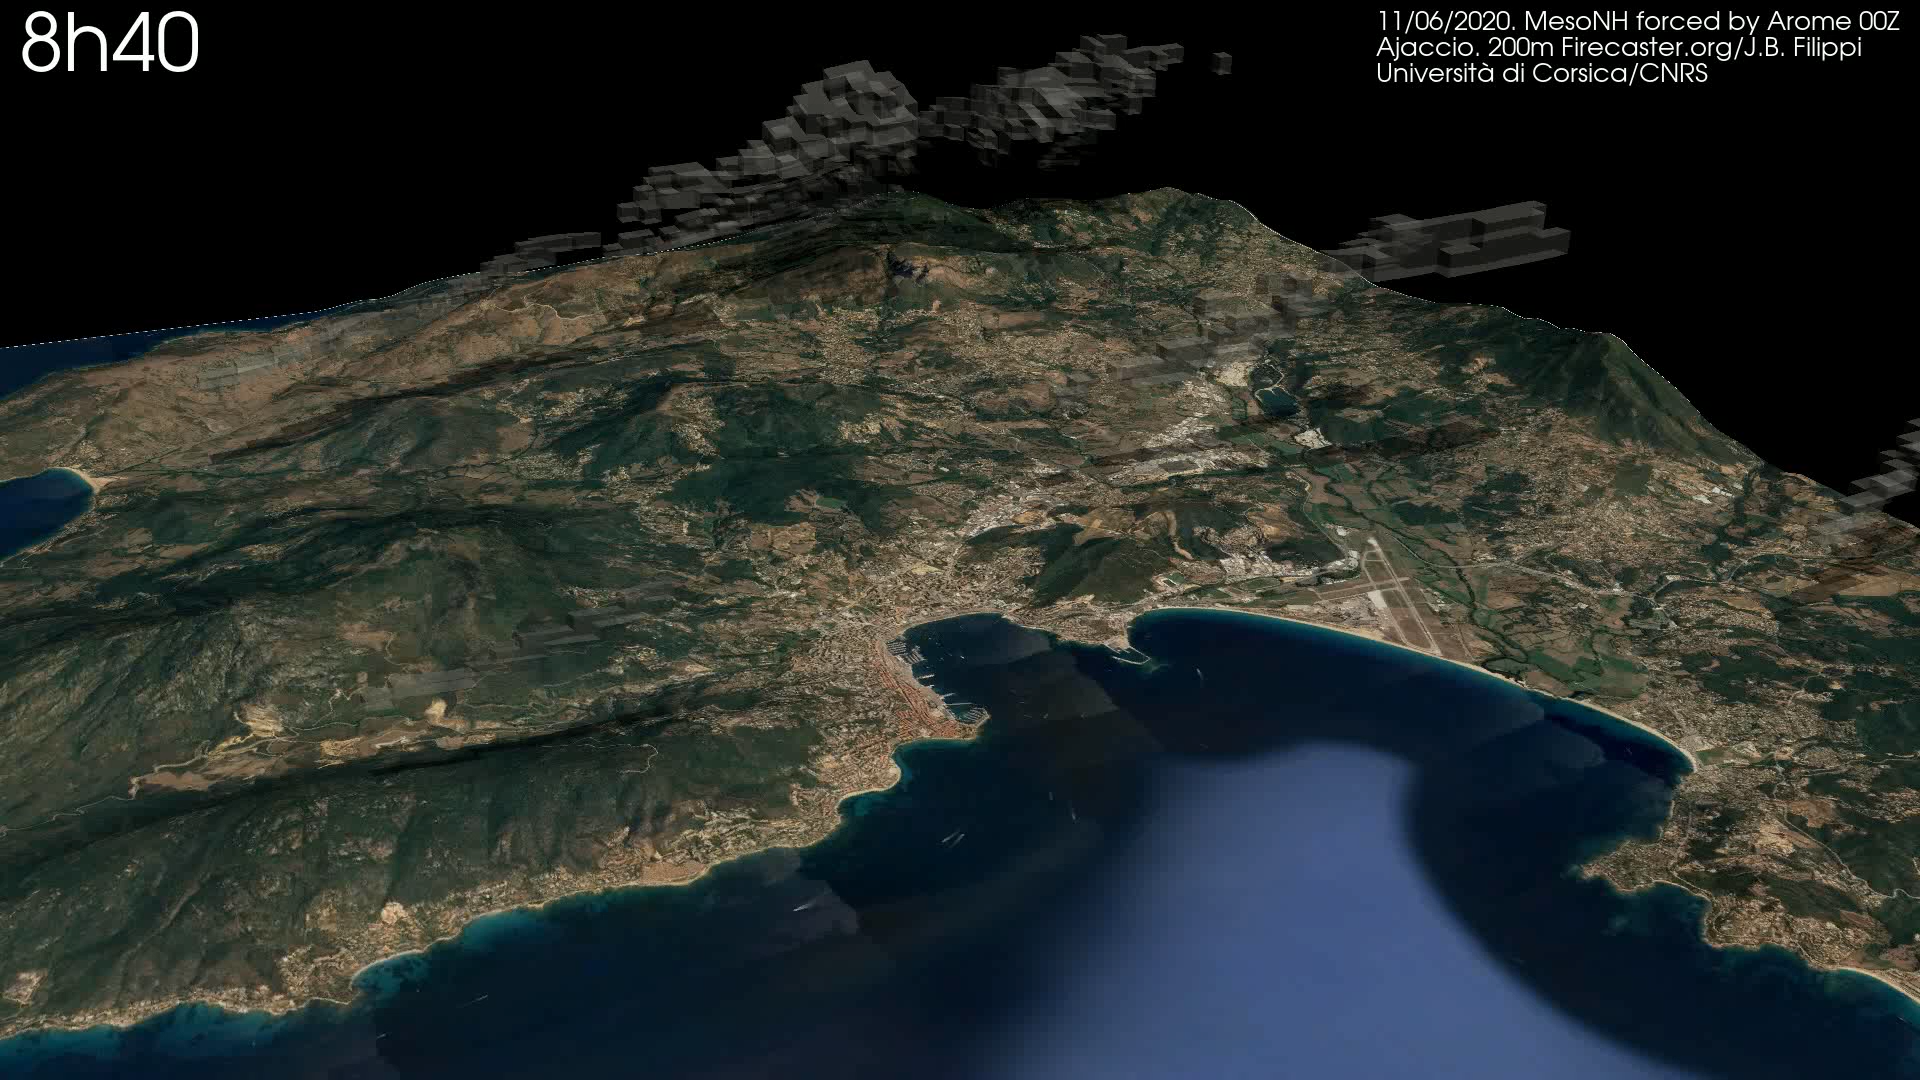 8h40
11/06/2020. MesoNH forced by Arome 00Z
Ajaccio. 200m Firecaster.org/J.B. Filippi
Università di Corsica/CNRS